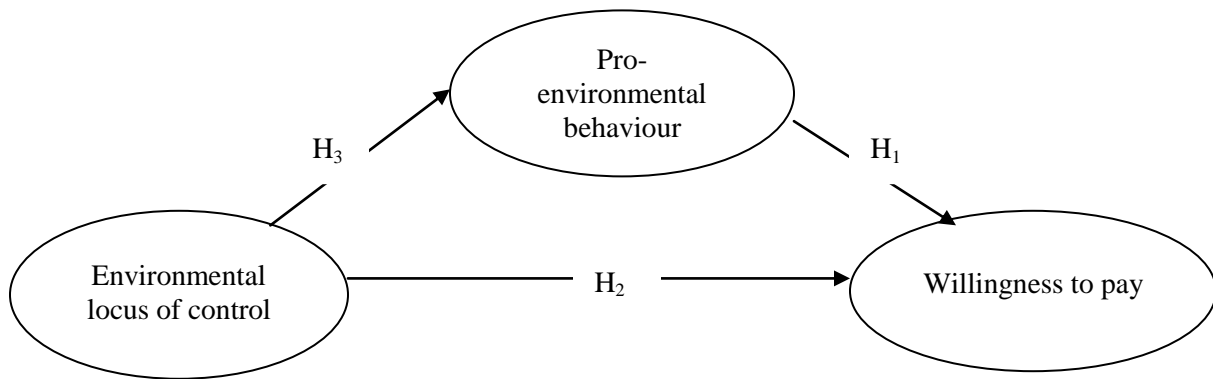 Pro-
environmental
behaviour
H₃
H₁
Environmental
locus of control
H₂
Willingness to pay